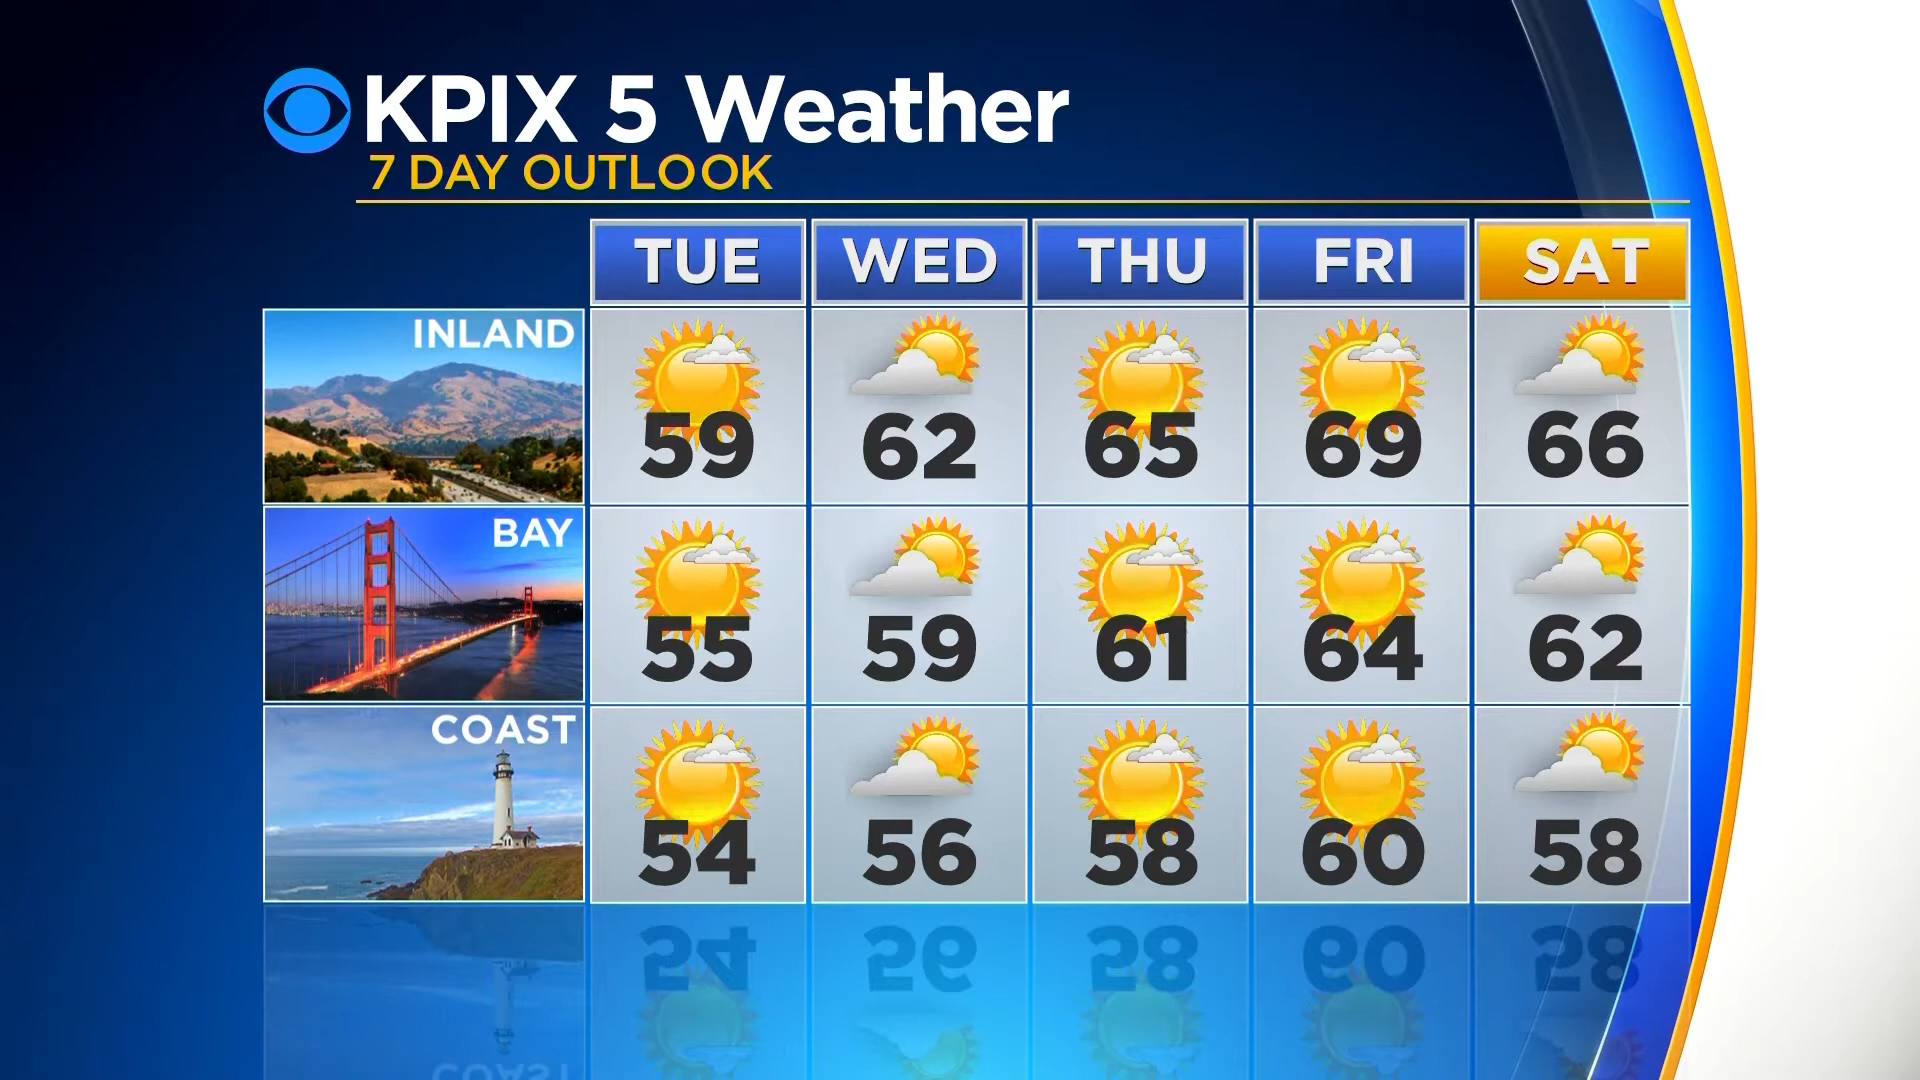 KPIX 5 Weather
7 DAY OUTLOOK
TUE WED THU FRI SAT
INLAND
59 62 65 69 66
BAY
55 59 61 64 62
COAST
54 56 58 60 58